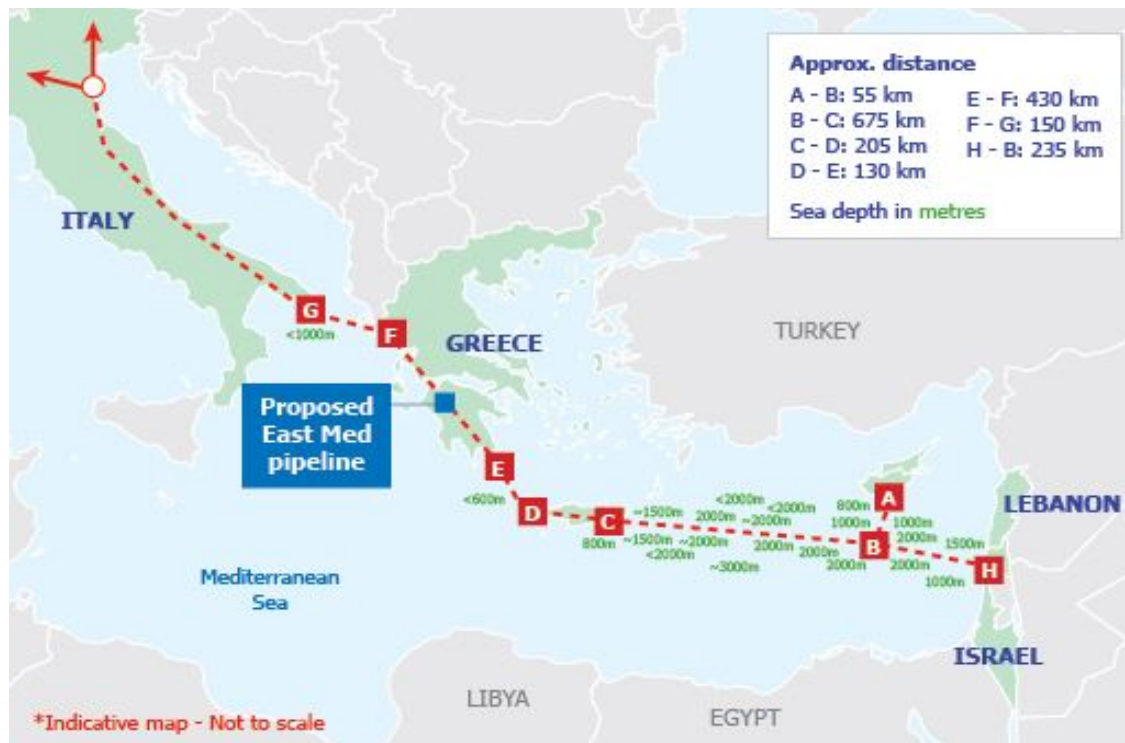 Approx. distance
A - B: 55 km
B - C: 675 km
C - D: 205 km
D - E: 130 km
E - F: 430 km
F - G: 150 km
H - B: 235 km
Sea depth in metres
ITALY
G
<1000m
F
GREECE
TURKEY
Proposed
East Med
pipeline
E
<600m
D
C
800m
~1500m
<2000m
2000m
<2000m
~2000m
~1500m
~2000m
<2000m
~3000m
2000m
2000m
800m
A
1000m
1000m
2000m
B
1500m
2000m
2000m
1000m
H
LEBANON
Mediterranean
Sea
ISRAEL
LIBYA
EGYPT
*Indicative map - Not to scale